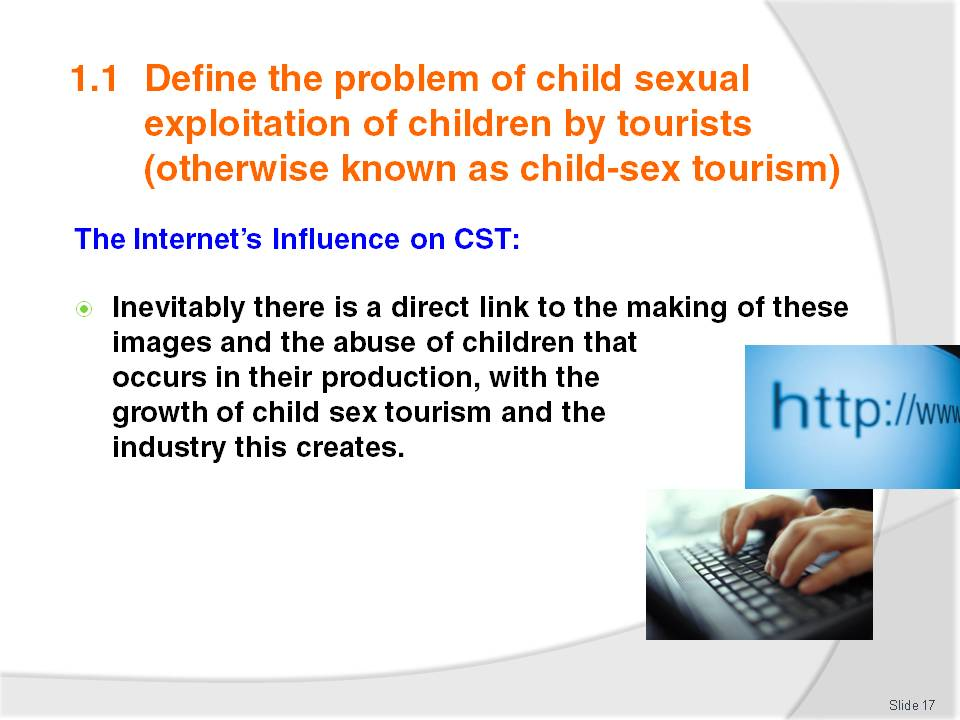 1.1 Define the problem of child sexual
exploitation of children by tourists
(otherwise known as child-sex tourism)
The Internet’s Influence on CST:
Inevitably there is a direct link to the making of these
images and the abuse of children that
occurs in their production, with the
growth of child sex tourism and the
industry this creates.
http://www
Slide 17